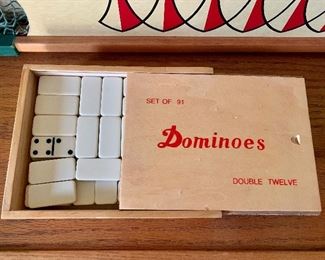 SET OF 91
Dominoes
DOUBLE TWELVE